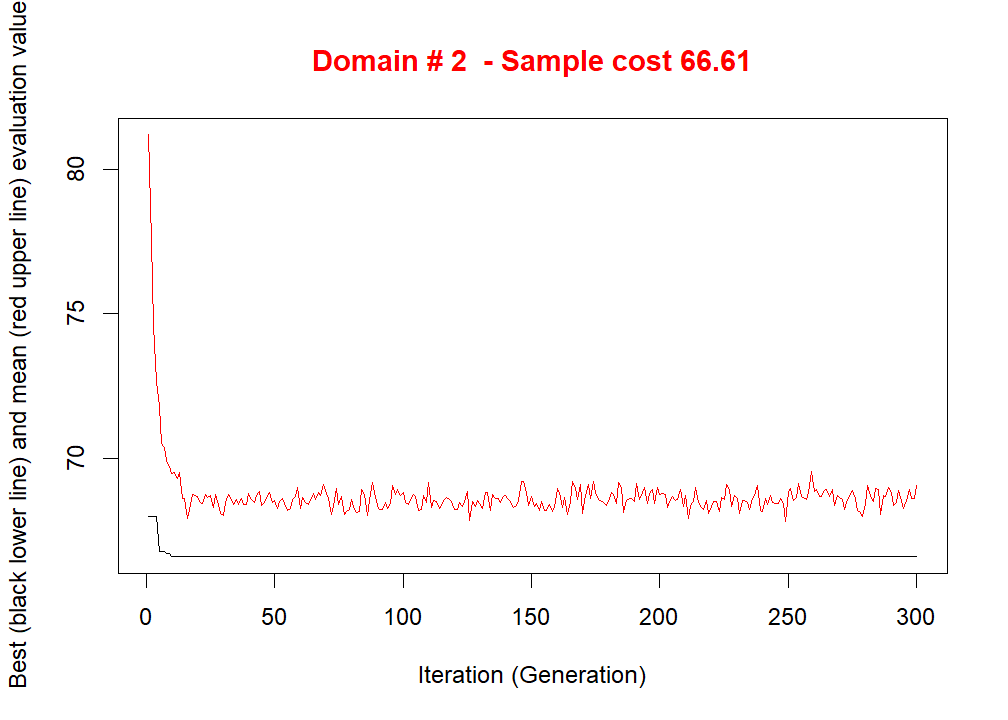 Domain # 2  - Sample cost 66.61
Best (black lower line) and mean (red upper line) evaluation value
80
75
70
0 50 100 150 200 250 300
Iteration (Generation)